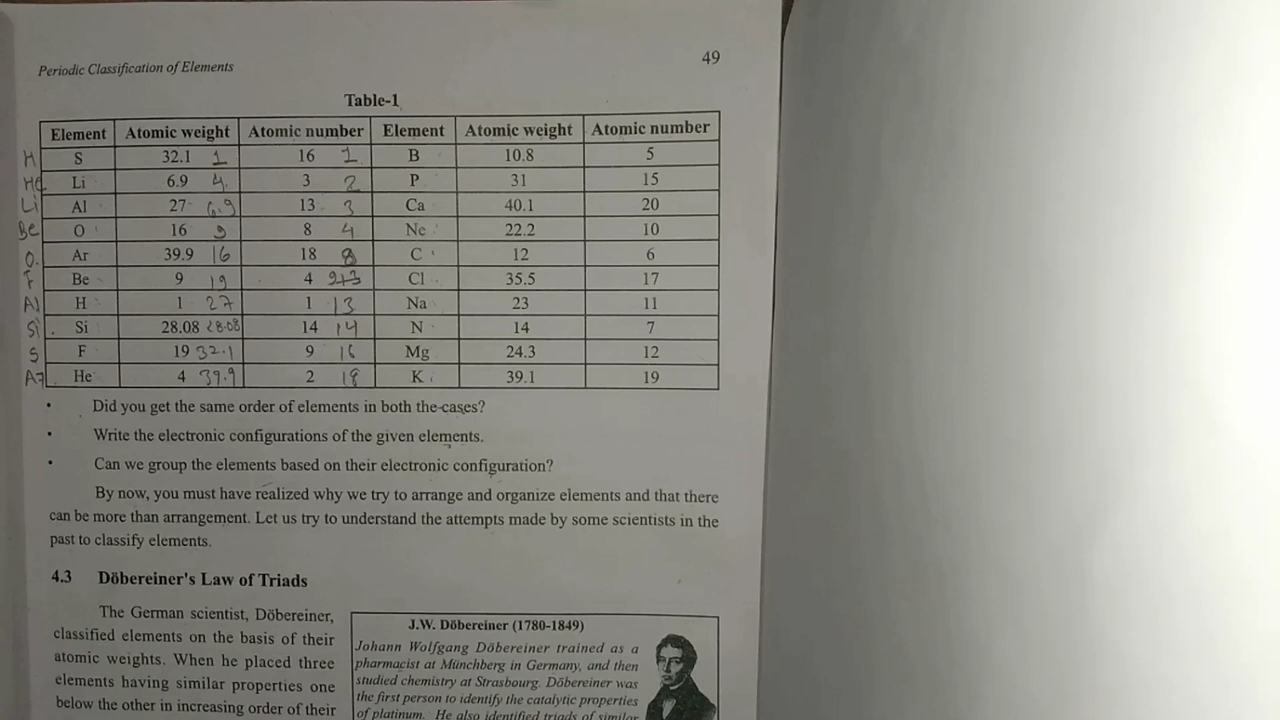 49
Periodic Classification of Elements
Table-1
Element Atomic weight Atomic number Element Atomic weight Atomic number
H S 32.1 1 16 1 B 10.8 5
He Li 6.9 4 3 2 P 31 15
Li Al 27 6.9 13 3 Ca 40.1 20
Be O 16 9 8 4 Ne 22.2 10
O Ar 39.9 16 18 8 C 12 6
F Be 9 19 4 Cl 35.5 17
Al H 1 27 1 13 Na 23 11
Si Si 28.08 28.08 14 14 N 14 7
S F 19 32.1 9 16 Mg 24.3 12
He 4 39.9 2 18 K 39.1 19
• Did you get the same order of elements in both the cases?
• Write the electronic configurations of the given elements.
• Can we group the elements based on their electronic configuration?
By now, you must have realized why we try to arrange and organize elements and that there
can be more than arrangement. Let us try to understand the attempts made by some scientists in the
past to classify elements.
4.3 Döbereiner's Law of Triads
The German scientist, Döbereiner,
classified elements on the basis of their
atomic weights. When he placed three
elements having similar properties one
below the other in increasing order of their
J.W. Döbereiner (1780-1849)
Johann Wolfgang Döbereiner trained as a
pharmacist at Münchberg in Germany, and then
studied chemistry at Strasbourg. Döbereiner was
the first person to identify the catalytic properties
of platinum. He also identified triads of similar